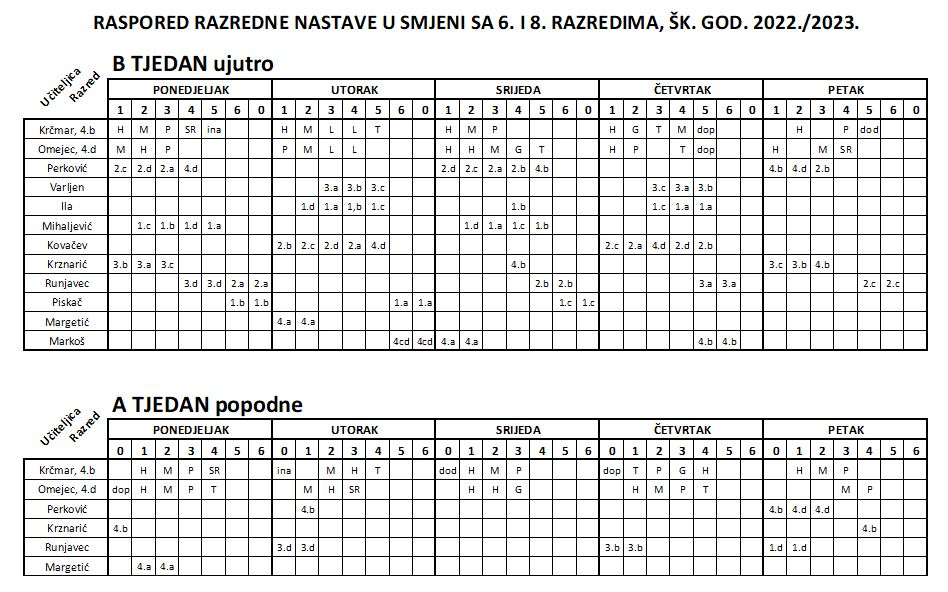 RASPORED RAZREDNE NASTAVE U SMJENI SA 6. I 8. RAZREDIMA, ŠK. GOD. 2022./2023.
B TJEDAN ujutro
Učiteljica Razred
PONEDJELJAK UTORAK SRIJEDA ČETVRTAK PETAK
1 2 3 4 5 6 0 1 2 3 4 5 6 0 1 2 3 4 5 6 0 1 2 3 4 5 6 0 1 2 3 4 5 6 0
Krčmar, 4.b H M P SR ina H M L L T H M P H G T M dop H P dod
Omejec, 4.d M H P P M L L H H M G T H P T dop H M SR
Perković 2.c 2.d 2.a 4.d 2.d 2.c 2.a 2.b 4.b 4.b 4.d 2.b
Varljen 3.a 3.b 3.c 3.c 3.a 3.b
Ila 1.d 1.a 1,b 1.c 1.b 1.c 1.a 1.a
Mihaljević 1.c 1.b 1.d 1.a 1.d 1.a 1.c 1.b
Kovačev 2.b 2.c 2.d 2.a 4.d 2.c 2.a 4.d 2.d 2.b
Krznarić 3.b 3.a 3.c 4.b 3.c 3.b 4.b
Runjavec 3.d 3.d 2.a 2.a 2.b 2.b 3.a 3.a 2.c 2.c
Piskač 1.b 1.b 1.a 1.a 1.c 1.c
Margetić 4.a 4.a
Markoš 4cd 4cd 4.a 4.a 4.b 4.b
A TJEDAN popodne
Učiteljica Razred
PONEDJELJAK UTORAK SRIJEDA ČETVRTAK PETAK
0 1 2 3 4 5 6 0 1 2 3 4 5 6 0 1 2 3 4 5 6 0 1 2 3 4 5 6 0 1 2 3 4 5 6
Krčmar, 4.b H M P SR ina M H T dod H M P dop T P G H H M P
Omejec, 4.d dop H M P T M H SR H H G H M P T M P
Perković 4.b 4.b 4.d 4.d
Krznarić 4.b 4.b
Runjavec 3.d 3.d 3.b 3.b 1.d 1.d
Margetić 4.a 4.a